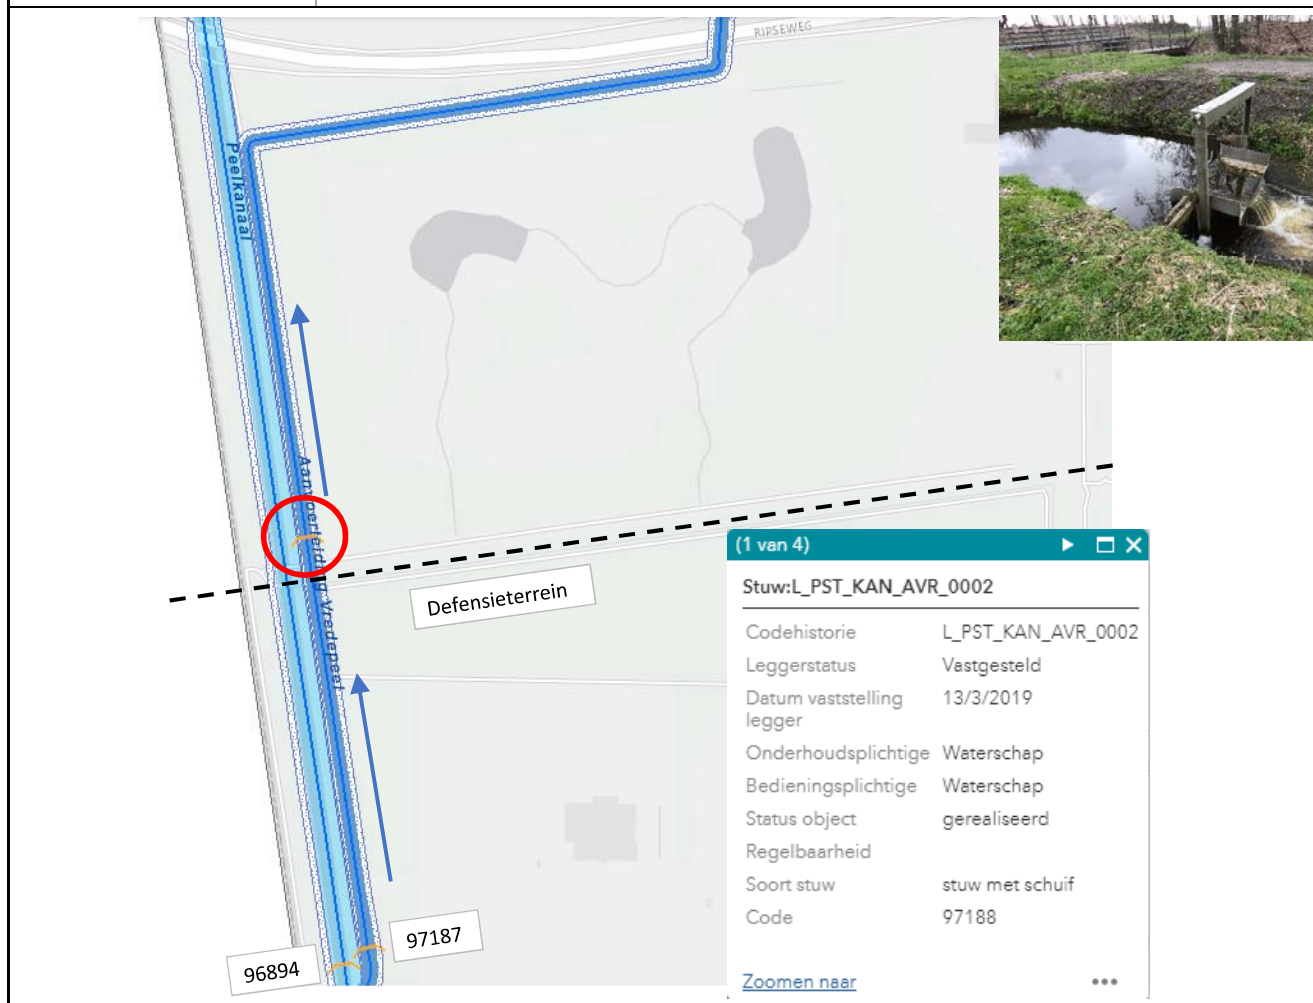 RIPSEWEG
Peelkanaal
Aanvoerleiding Vredepeel
Defensieterrein
(1 van 4)
Stuw:L_PST_KAN_AVR_0002
Codehistorie L_PST_KAN_AVR_0002
Leggerstatus Vastgesteld
Datum vaststelling 13/3/2019
legger
Onderhoudsplichtige Waterschap
Bedieningsplichtige Waterschap
Status object gerealiseerd
Regelbaarheid
Soort stuw stuw met schuif
Code 97188
Zoomen naar
97187
96894